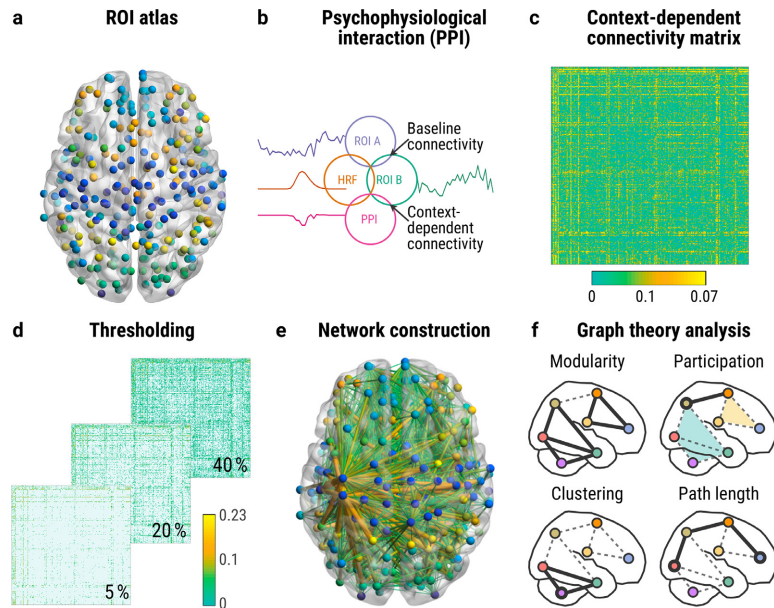 a
ROI atlas
b
Psychophysiological
interaction (PPI)
ROI A
Baseline
connectivity
HRF
ROI B
PPI
Context-
dependent
connectivity
c
Context-dependent
connectivity matrix
0
0.1
0.07
d
Thresholding
40 %
20 %
5 %
0.23
0.1
0
e
Network construction
f
Graph theory analysis
Modularity
Participation
Clustering
Path length